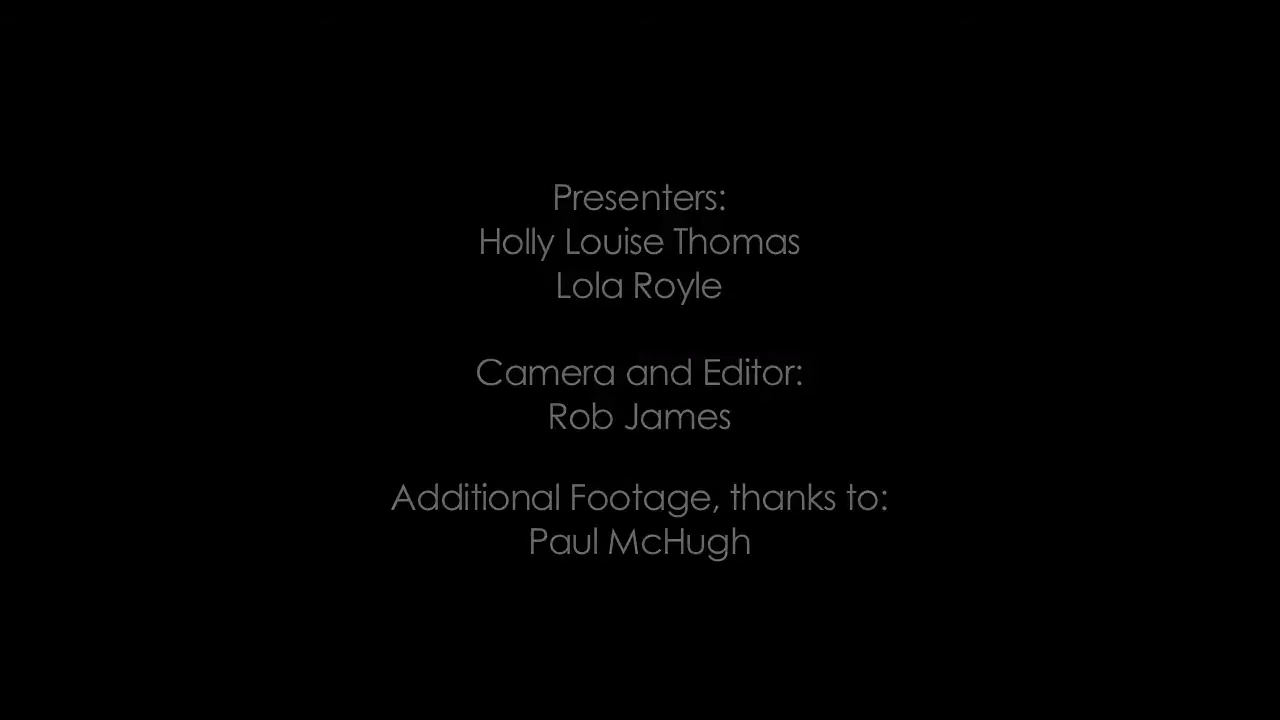 Presenters:
Holly Louise Thomas
Lola Royle
Camera and Editor:
Rob James
Additional Footage, thanks to:
Paul McHugh